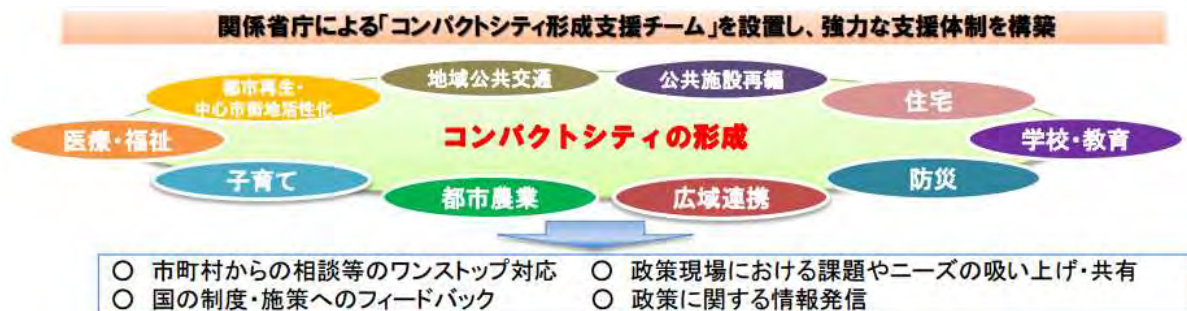 関係省庁による「コンパクトシティ形成支援チーム」を設置し、強力な支援体制を構築
都市再生・
中心市街地活性化
地域公共交通
公共施設再編
住宅
医療・福祉
コンパクトシティの形成
学校・教育
子育て
都市農業
広域連携
防災
○ 市町村からの相談等のワンストップ対応
○ 政策現場における課題やニーズの吸い上げ・共有
○ 国の制度・施策へのフィードバック
○ 政策に関する情報発信